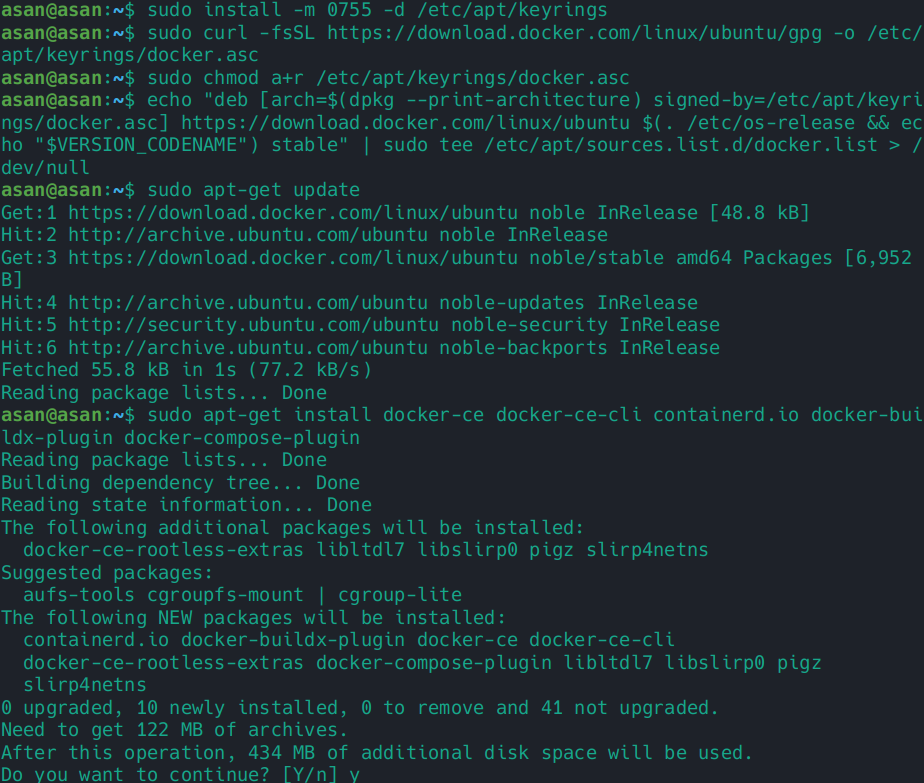 asan@asan:~$ sudo install -m 0755 -d /etc/apt/keyrings
asan@asan:~$ sudo curl -fsSL https://download.docker.com/linux/ubuntu/gpg -o /etc/
apt/keyrings/docker.asc
asan@asan:~$ sudo chmod a+r /etc/apt/keyrings/docker.asc
asan@asan:~$ echo "deb [arch=$(dpkg --print-architecture) signed-by=/etc/apt/keyri
ngs/docker.asc] https://download.docker.com/linux/ubuntu $(. /etc/os-release && ec
ho "$VERSION_CODENAME") stable" | sudo tee /etc/apt/sources.list.d/docker.list > /
dev/null
asan@asan:~$ sudo apt-get update
Get:1 https://download.docker.com/linux/ubuntu noble InRelease [48.8 kB]
Hit:2 http://archive.ubuntu.com/ubuntu noble InRelease
Get:3 https://download.docker.com/linux/ubuntu noble/stable amd64 Packages [6,952
B]
Hit:4 http://archive.ubuntu.com/ubuntu noble-updates InRelease
Hit:5 http://security.ubuntu.com/ubuntu noble-security InRelease
Hit:6 http://archive.ubuntu.com/ubuntu noble-backports InRelease
Fetched 55.8 kB in 1s (77.2 kB/s)
Reading package lists... Done
asan@asan:~$ sudo apt-get install docker-ce docker-ce-cli containerd.io docker-bui
ldx-plugin docker-compose-plugin
Reading package lists... Done
Building dependency tree... Done
Reading state information... Done
The following additional packages will be installed:
  docker-ce-rootless-extras libltdl7 libslirp0 pigz slirp4netns
Suggested packages:
  aufs-tools cgroupfs-mount | cgroup-lite
The following NEW packages will be installed:
  containerd.io docker-buildx-plugin docker-ce docker-ce-cli
  docker-ce-rootless-extras docker-compose-plugin libltdl7 libslirp0 pigz
  slirp4netns
0 upgraded, 10 newly installed, 0 to remove and 41 not upgraded.
Need to get 122 MB of archives.
After this operation, 434 MB of additional disk space will be used.
Do you want to continue? [Y/n] y